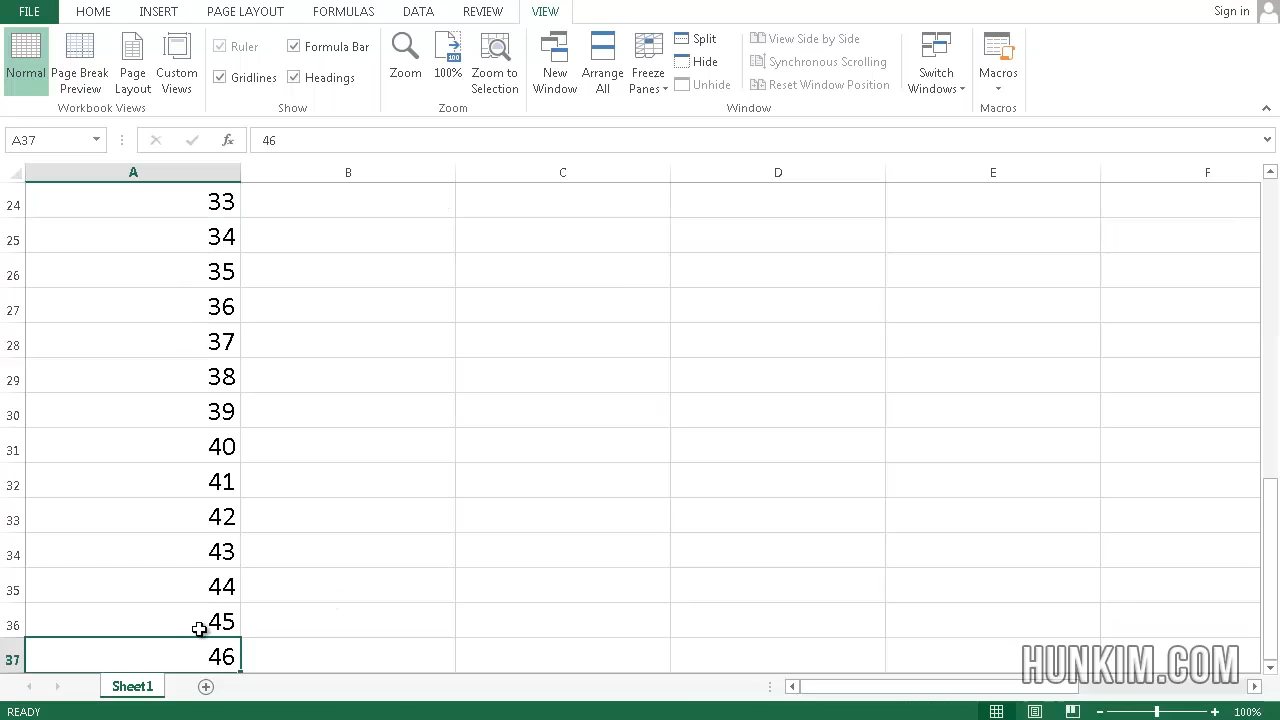 FILE HOME INSERT PAGE LAYOUT FORMULAS DATA REVIEW VIEW Sign in
Normal
Page Break
Preview
Page
Layout
Custom
Views
Workbook Views
Ruler
Formula Bar
Gridlines
Headings
Show
Zoom
100
100%
Zoom to
Selection
Zoom
New
Window
Arrange
All
Freeze
Panes
Split
Hide
Unhide
View Side by Side
Synchronous Scrolling
Reset Window Position
Window
Switch
Windows
Macros
Macros
A37 fx 46
A B C D E F
24 33
25 34
26 35
27 36
28 37
29 38
30 39
31 40
32 41
33 42
34 43
35 44
36 45
37 46
HUNKIM.COM
Sheet1
READY 100%